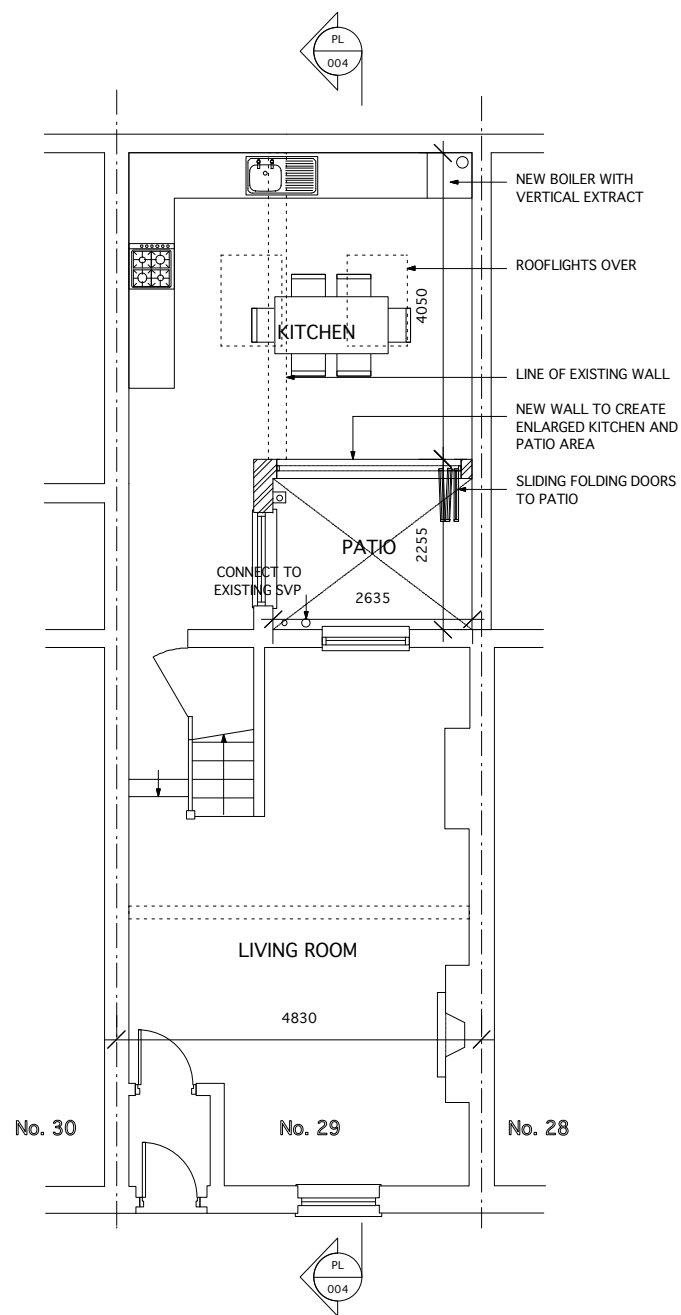 PL
004
NEW BOILER WITH
VERTICAL EXTRACT
ROOFLIGHTS OVER
4050
KITCHEN
LINE OF EXISTING WALL
NEW WALL TO CREATE
ENLARGED KITCHEN AND
PATIO AREA
SLIDING FOLDING DOORS
TO PATIO
PATIO
2255
CONNECT TO
EXISTING SVP
2635
LIVING ROOM
4830
No. 30
No. 29
No. 28
PL
004